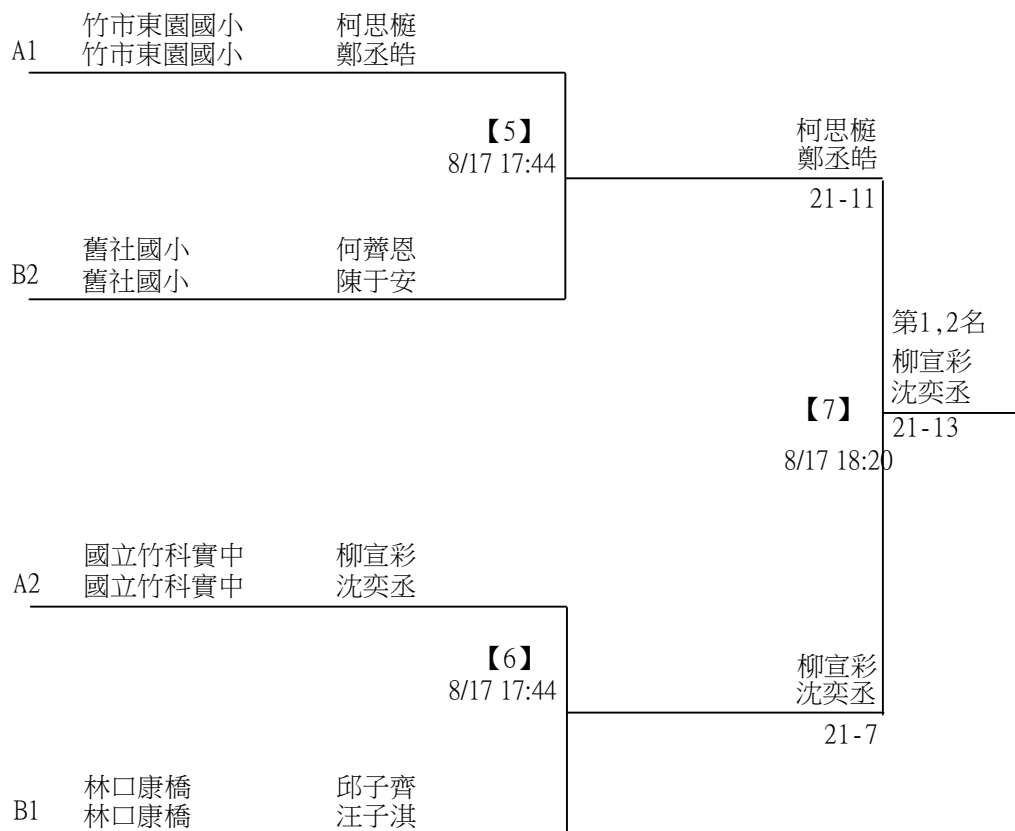 A1 竹市東園國小 柯思榳
竹市東園國小 鄭丞皓
【5】
8/17 17:44
柯思榳
鄭丞皓
21-11
B2 舊社國小 何薺恩
舊社國小 陳于安
第1,2名
柳宣彩
沈奕丞
21-13
【7】
8/17 18:20
A2 國立竹科實中 柳宣彩
國立竹科實中 沈奕丞
【6】
8/17 17:44
柳宣彩
沈奕丞
21-7
B1 林口康橋 邱子齊
林口康橋 汪子淇